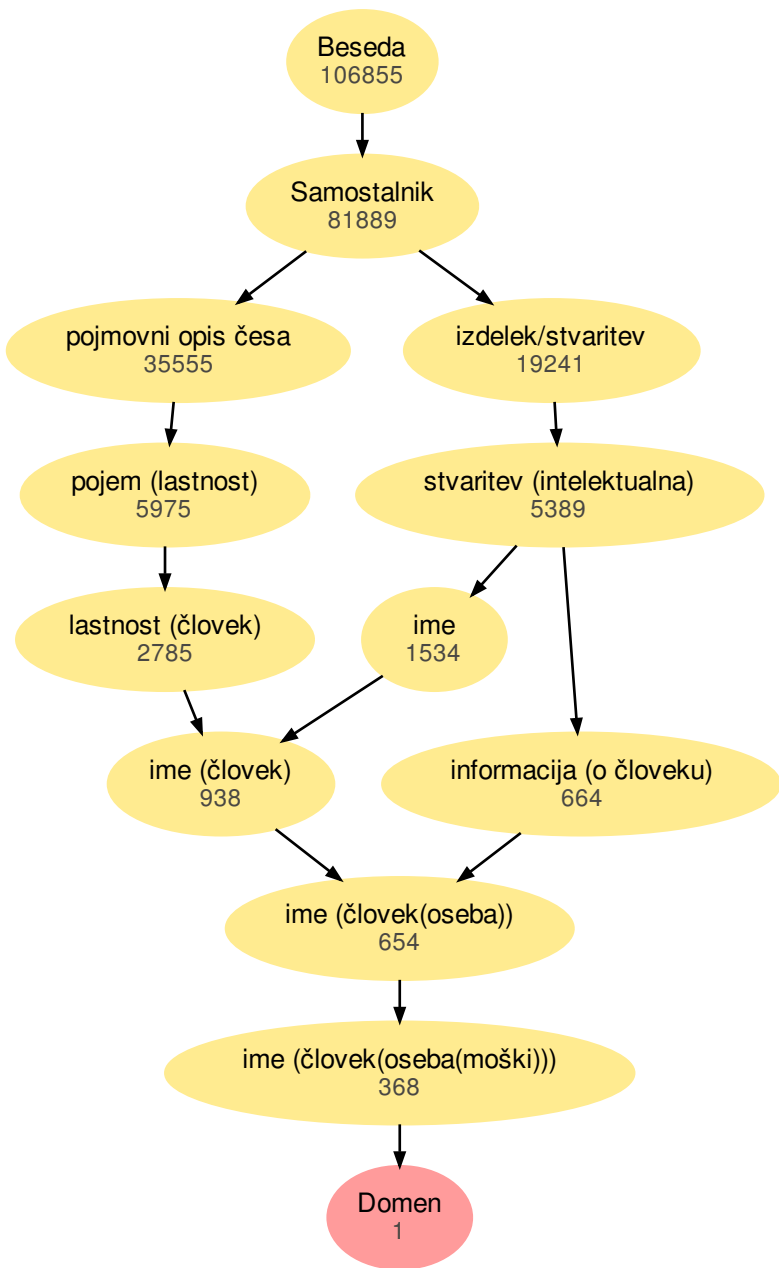 Beseda
106855
Samostalnik
81889
pojmovni opis česa
35555
izdelek/stvaritev
19241
pojem (lastnost)
5975
stvaritev (intelektualna)
5389
lastnost (človek)
2785
ime
1534
ime (človek)
938
informacija (o človeku)
664
ime (človek(oseba))
654
ime (človek(oseba(moški)))
368
Domen
1